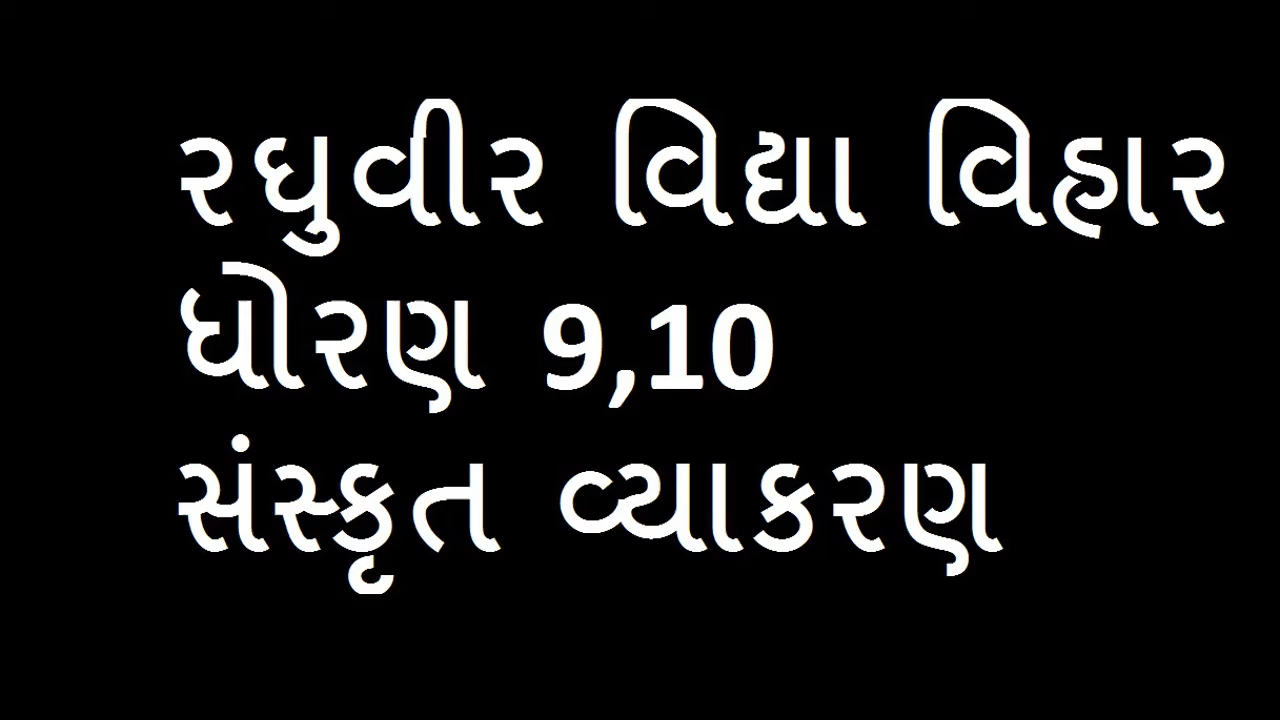 રઘુવીર વિદ્યા વિહાર
ધોરણ 9,10
સંસ્કૃત વ્યાકરણ